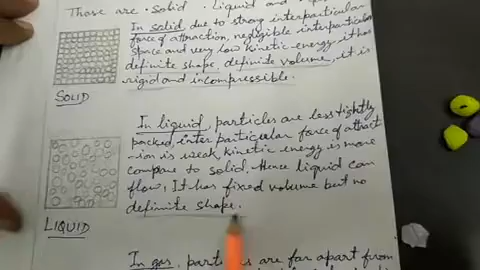 Those are . Solid . Liquid and
In solid due to strong interparticular
force of attraction, negligible interparticular
space and very low kinetic energy it has
definite shape, definite volume, it is
rigid and incompressible.
SOLID
In liquid, particles are less tightly
packed, inter particular force of attract
-ion is weak, kinetic energy is more
compare to solid, Hence liquid can
flow, It has fixed volume but no
definite shape.
LIQUID
In gas, particles are far apart from